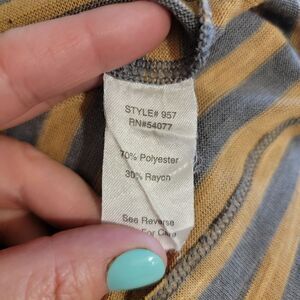 STYLE# 957
RN#54077
70% Polyester
30% Rayon
See Reverse
For Care